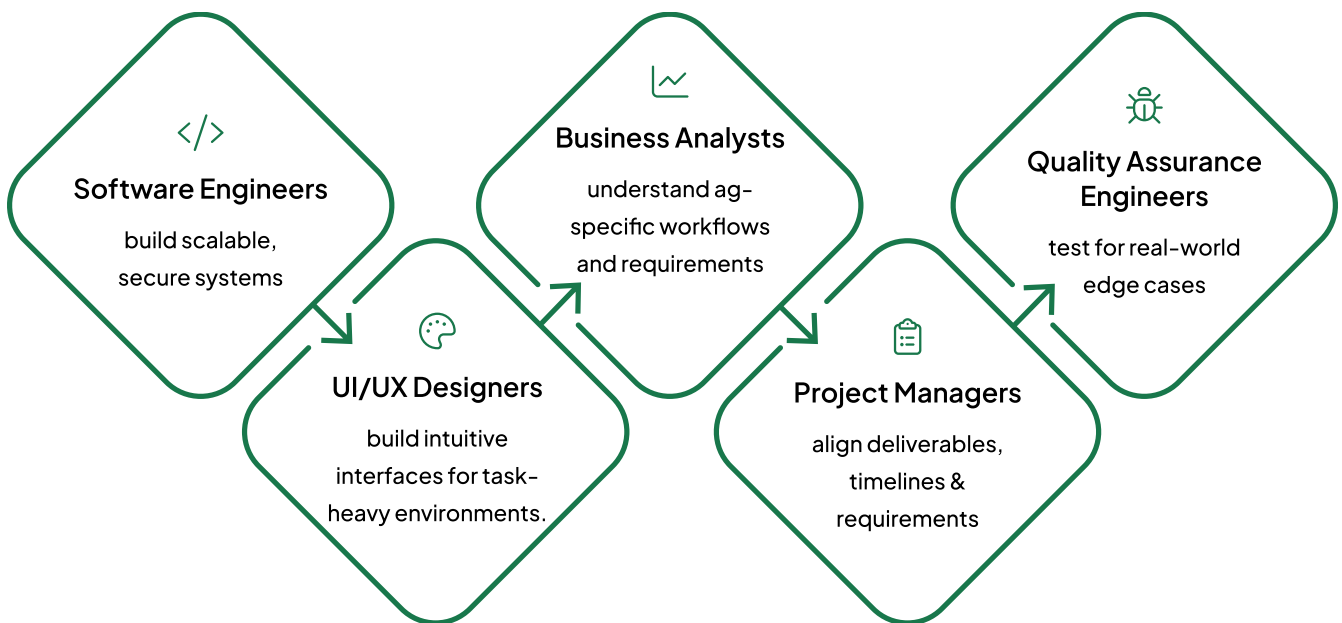 Software Engineers
build scalable,
secure systems
UI/UX Designers
build intuitive
interfaces for task-
heavy environments.
Business Analysts
understand ag-
specific workflows
and requirements
Project Managers
align deliverables,
timelines &
requirements
Quality Assurance
Engineers
test for real-world
edge cases